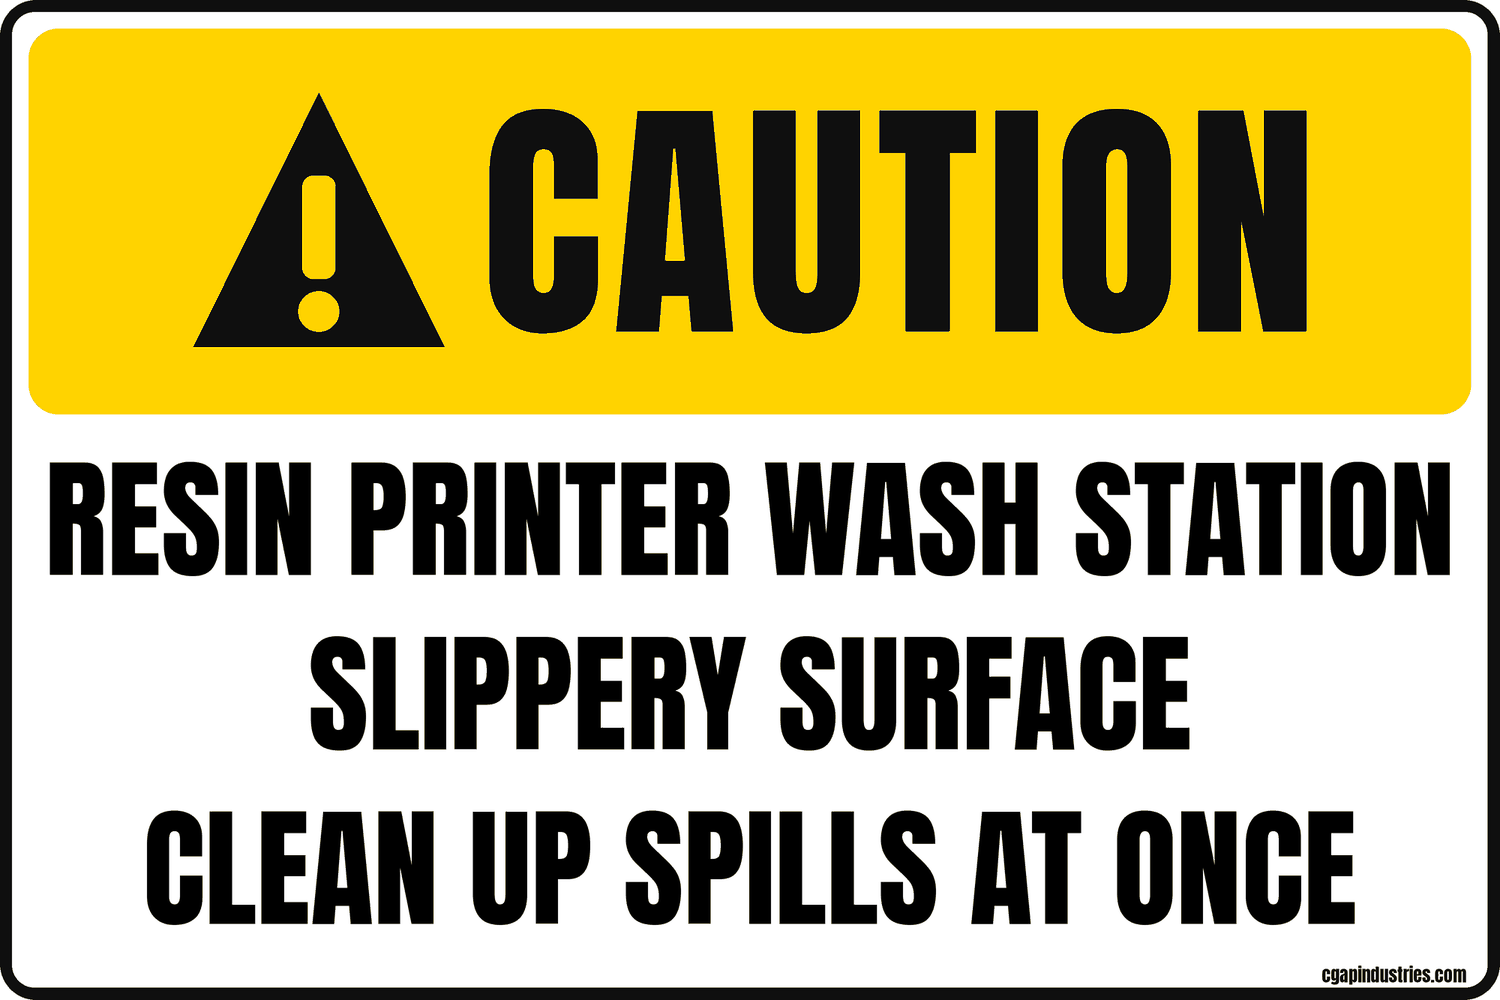 CAUTION
RESIN PRINTER WASH STATION
SLIPPERY SURFACE
CLEAN UP SPILLS AT ONCE
cgapindustries.com